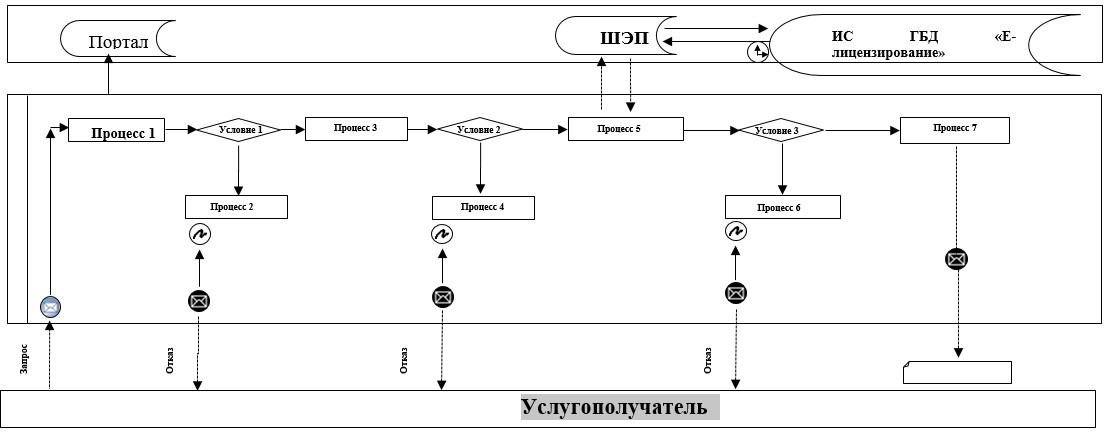 Портал
ШЭП
ИС ГБД «Е-
лицензирование»
Процесс 1
Условие 1
Процесс 3
Условие 2
Процесс 5
Условие 3
Процесс 7
Процесс 2
Процесс 4
Процесс 6
Запрос
Отказ
Отказ
Отказ
Услугополучатель